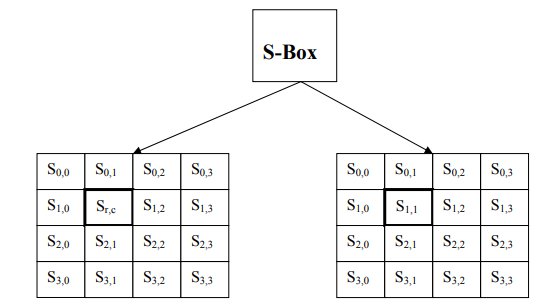 S-Box
S0,0 S0,1 S0,2 S0,3 S0,0 S0,1 S0,2 S0,3
S1,0 Sr,c S1,2 S1,3 S1,0 S1,1 S1,2 S1,3
S2,0 S2,1 S2,2 S2,3 S2,0 S2,1 S2,2 S2,3
S3,0 S3,1 S3,2 S3,3 S3,0 S3,1 S3,2 S3,3